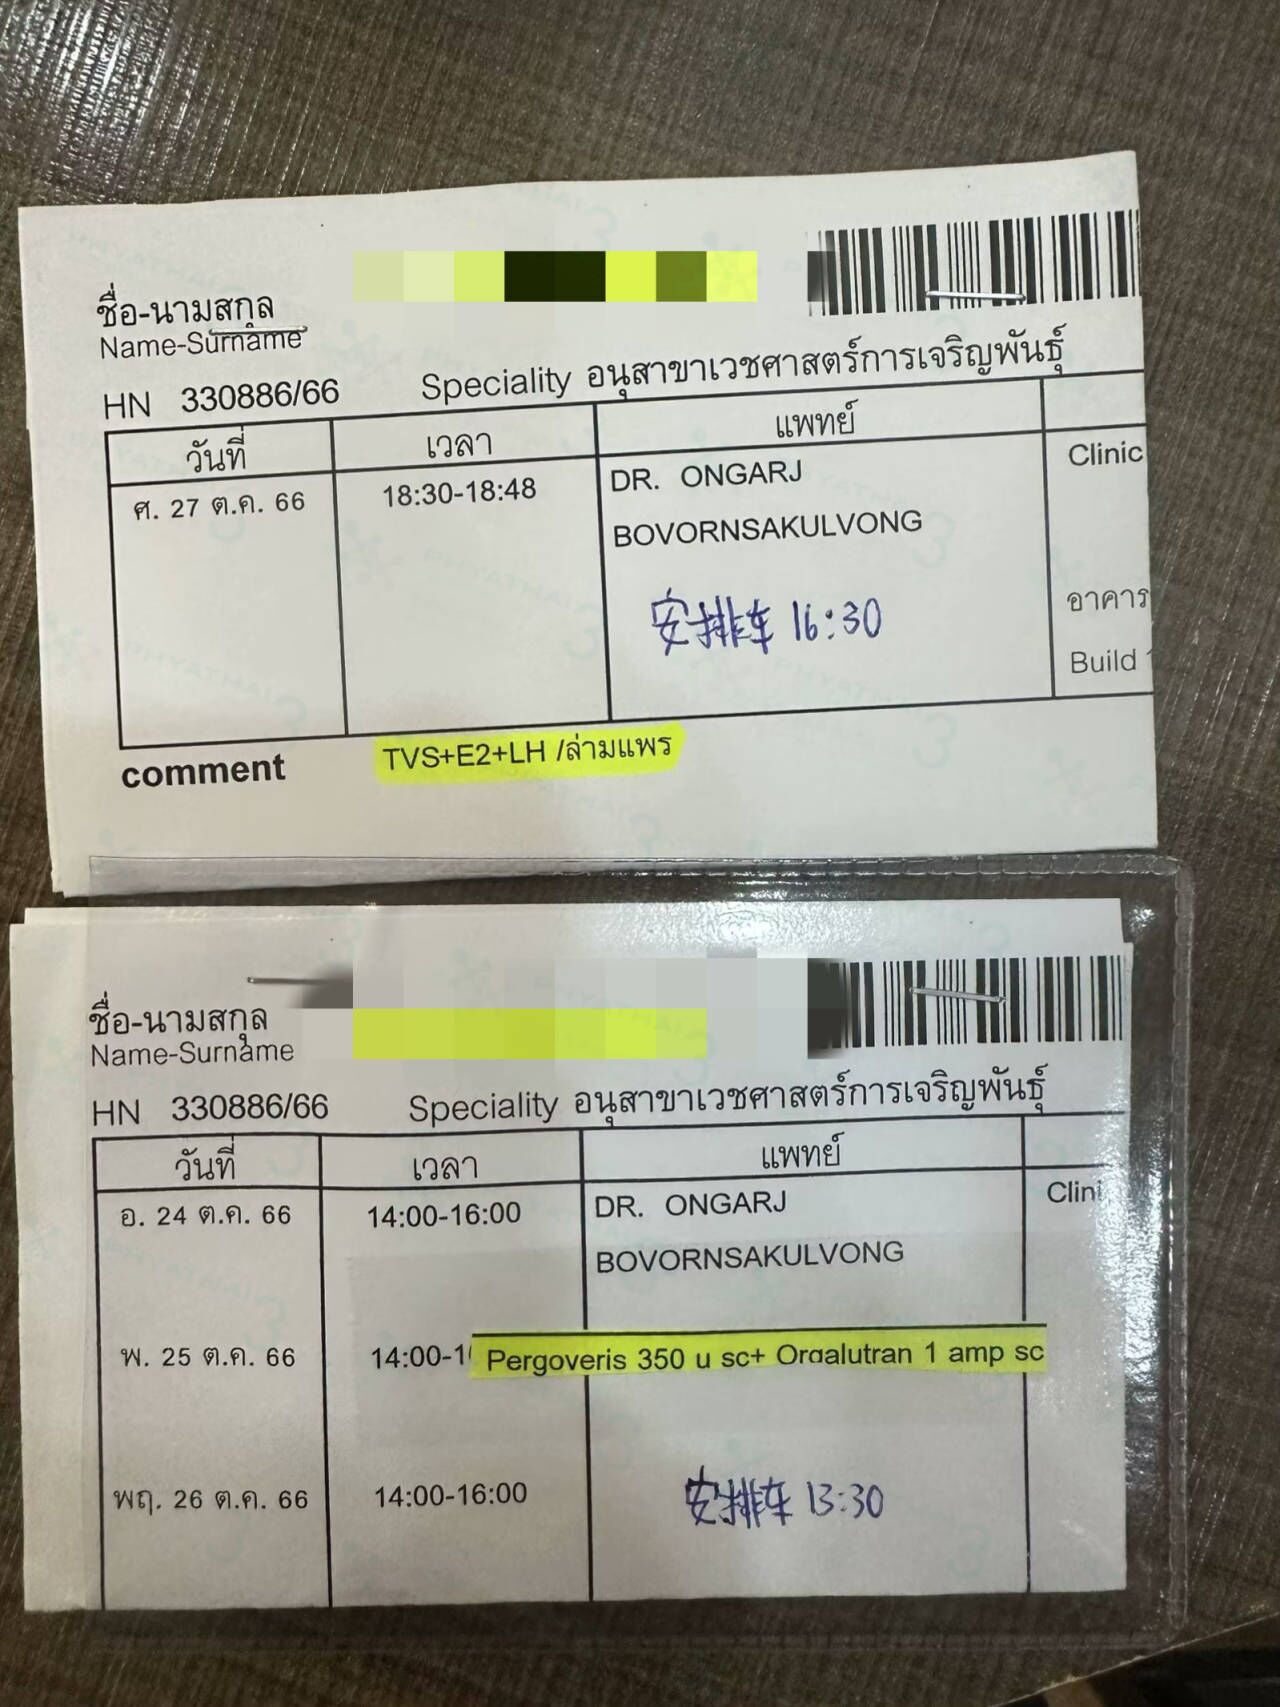 ชื่อ-นามสกุล
Name-Surname
HN 330886/66 Speciality อนุสาขาเวชศาสตร์การเจริญพันธุ์
วันที่ เวลา แพทย์
ศ. 27 ต.ค. 66 18:30-18:48 DR. ONGARJ Clinic
BOVORNSAKULVONG
安排车 16:30 อาคาร
Build
comment TVS+E2+LH /ล่ามแพร
ชื่อ-นามสกุล
Name-Surname
HN 330886/66 Speciality อนุสาขาเวชศาสตร์การเจริญพันธุ์
วันที่ เวลา แพทย์
อ. 24 ต.ค. 66 14:00-16:00 DR. ONGARJ Clini
BOVORNSAKULVONG
พ. 25 ต.ค. 66 14:00-1 Pergoveris 350 u sc+ Orgalutran 1 amp sc
พฤ. 26 ต.ค. 66 14:00-16:00 安排车 13:30